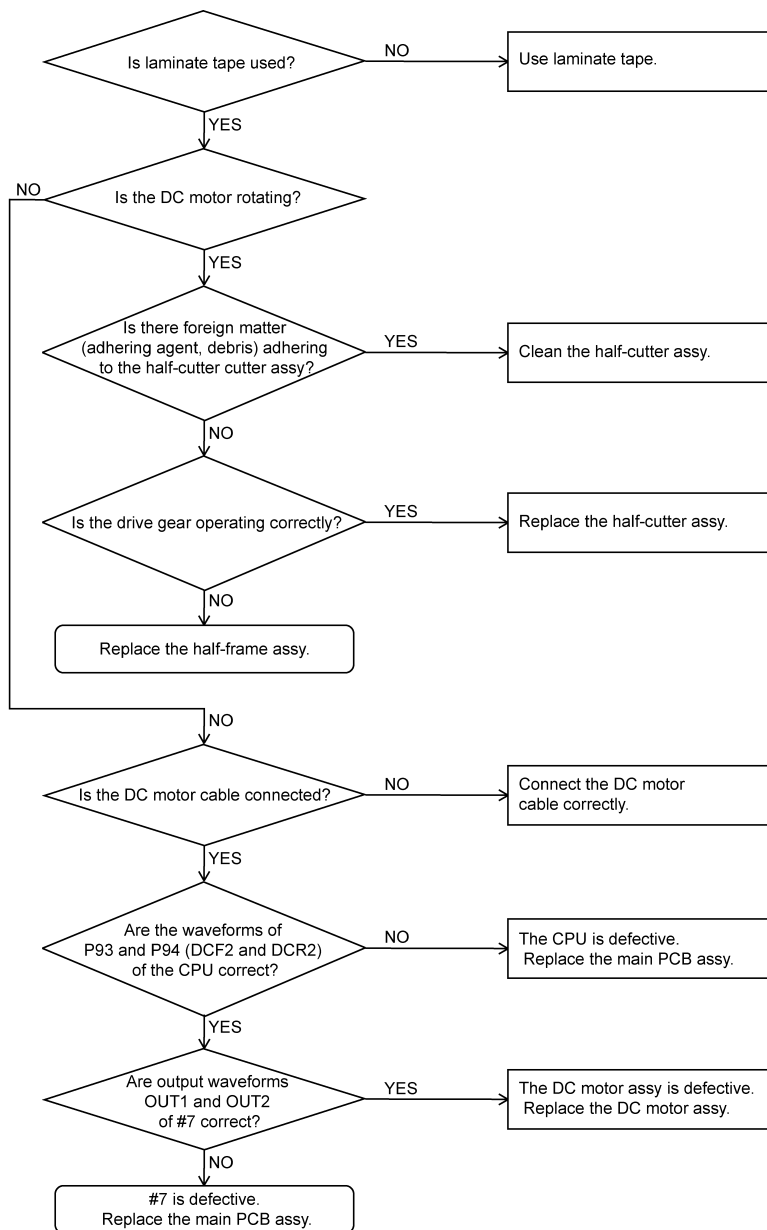 Is laminate tape used?
NO
Use laminate tape.
YES
NO
Is the DC motor rotating?
YES
Is there foreign matter
(adhering agent, debris) adhering
to the half-cutter cutter assy?
YES
Clean the half-cutter assy.
NO
Is the drive gear operating correctly?
YES
Replace the half-cutter assy.
NO
Replace the half-frame assy.
NO
Is the DC motor cable connected?
NO
Connect the DC motor
cable correctly.
YES
Are the waveforms of
P93 and P94 (DCF2 and DCR2)
of the CPU correct?
NO
The CPU is defective.
Replace the main PCB assy.
YES
Are output waveforms
OUT1 and OUT2
of #7 correct?
YES
The DC motor assy is defective.
Replace the DC motor assy.
NO
#7 is defective.
Replace the main PCB assy.